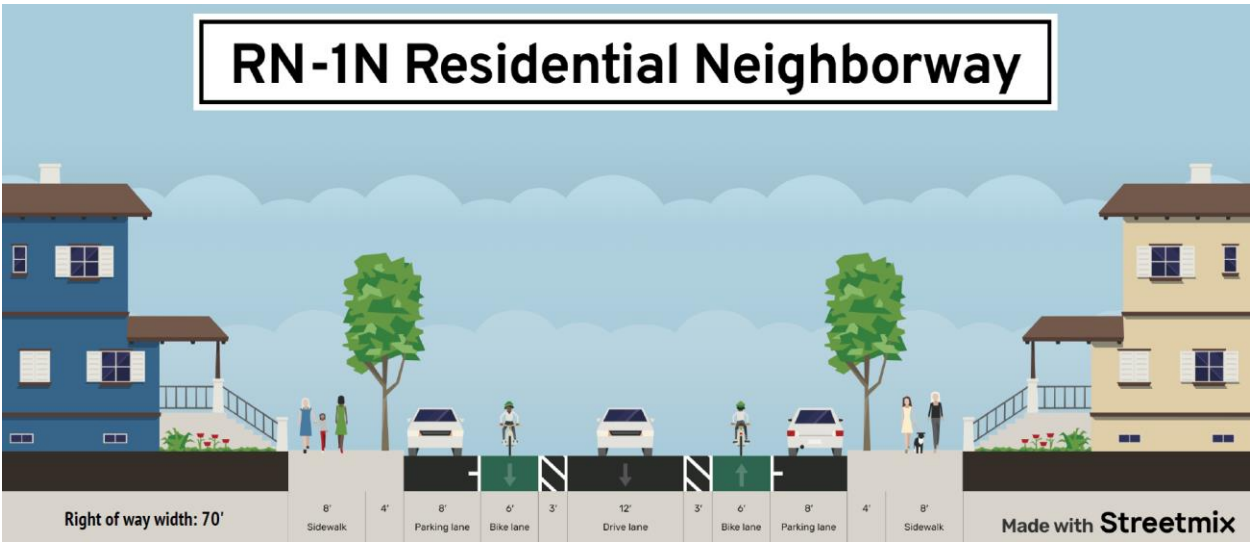 RN-1N Residential Neighborway
Right of way width: 70'
8'
Sidewalk
4'
8'
Parking lane
6'
Bike lane
3'
12'
Drive lane
3'
6'
Bike lane
8'
Parking lane
4'
8'
Sidewalk
Made with Streetmix